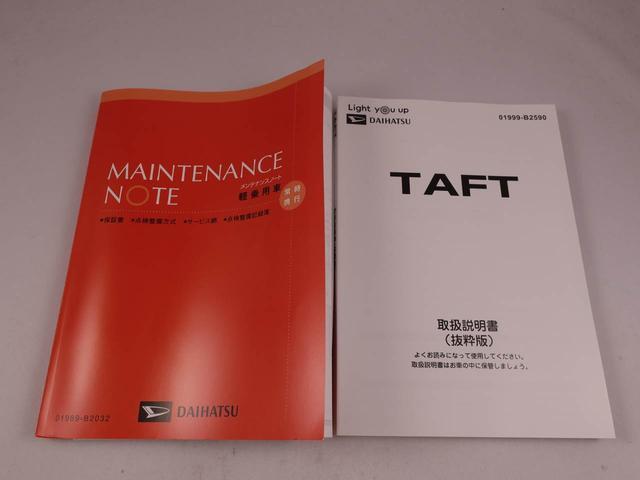 MAINTENANCE
NOTE
メンテナンスノート
軽乗用車
常時
携行
●保証書 ●点検整備方式 ●サービス網 ●点検整備記録簿
01989-B2032
DAIHATSU
Light you up
DAIHATSU
01999-B2590
TAFT
取扱説明書
（抜粋版）
よくお読みになって使用してください。
取扱説明書はお車の中に保管しましょう。